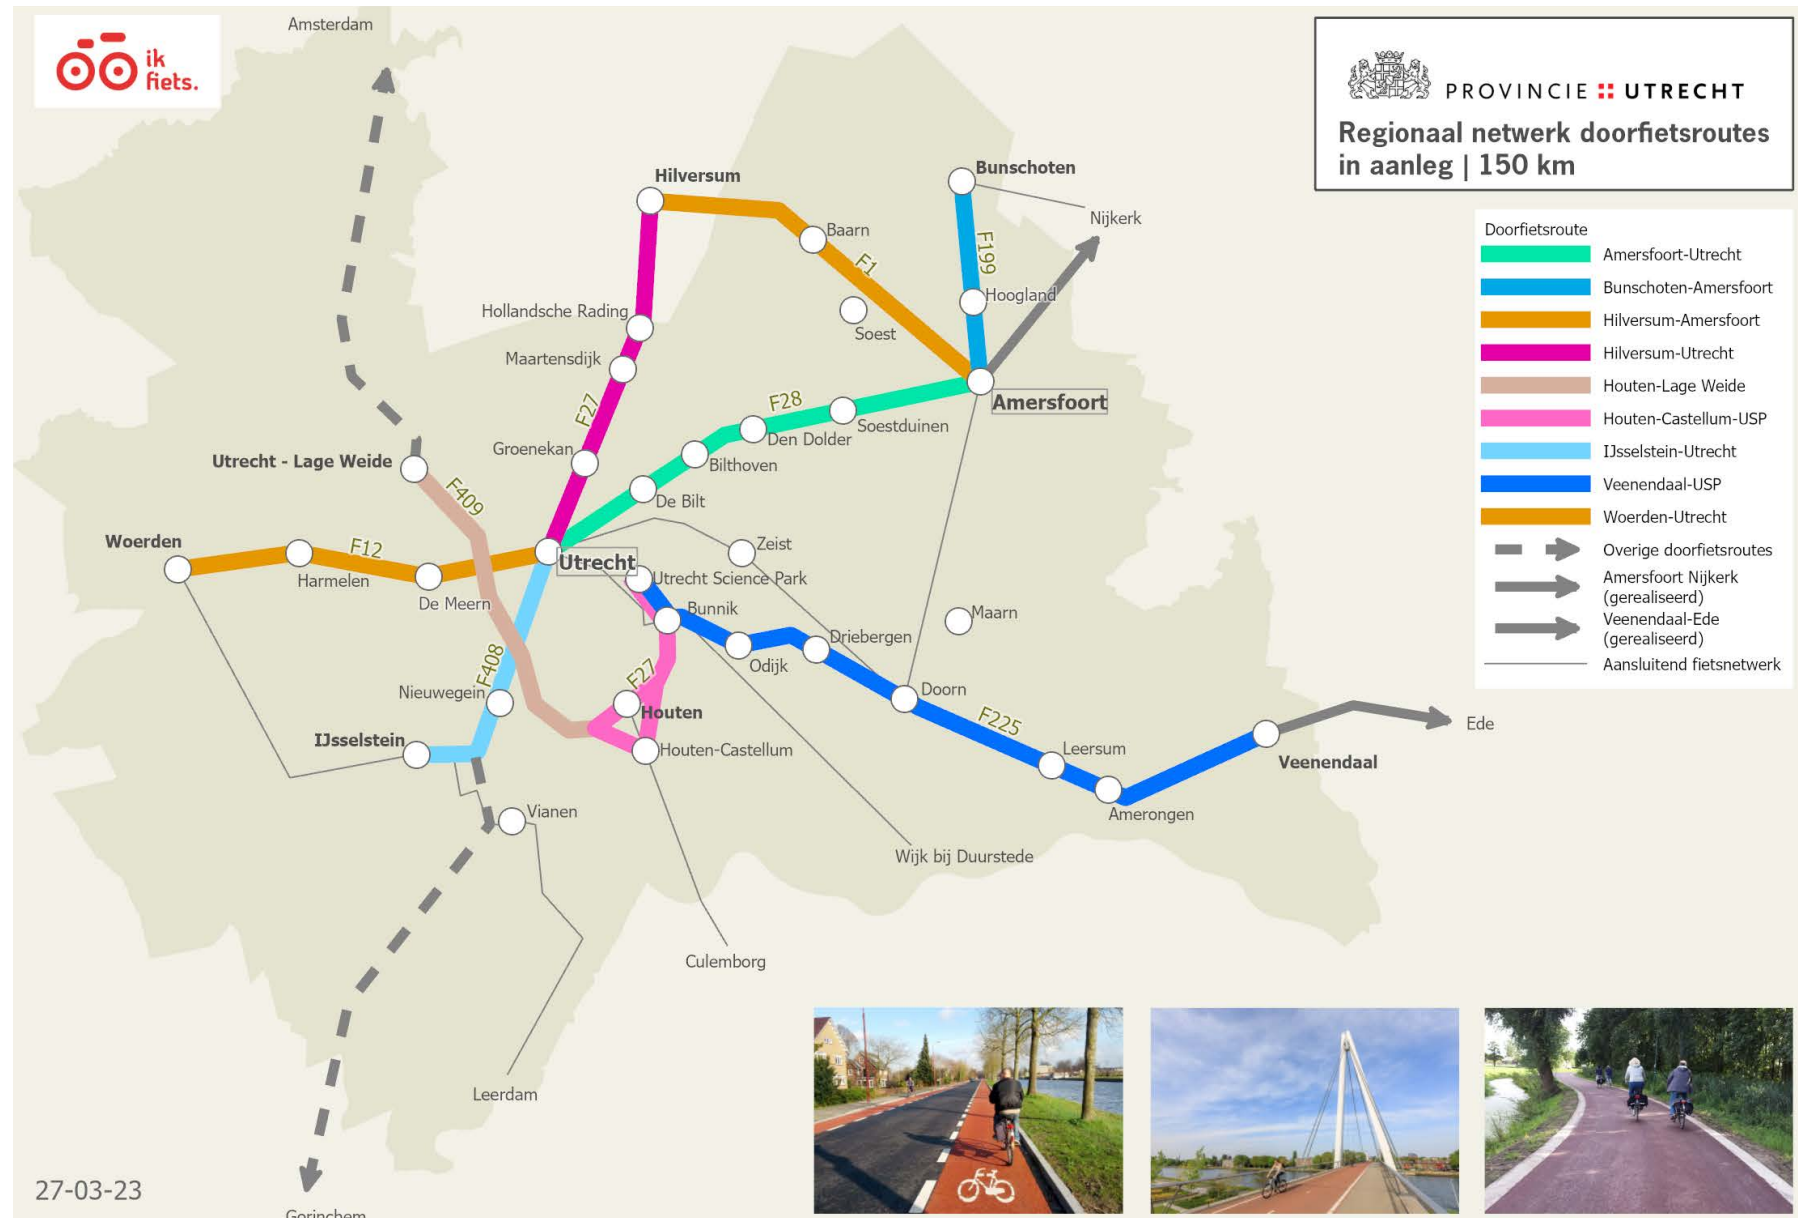 Amsterdam
ik
fiets.
PROVINCIE UTRECHT
Regionaal netwerk doorfietsroutes
in aanleg | 150 km
Bunschoten
Hilversum
Nijkerk
Baarn
F199
F1
Hoogland
Hollandsche Rading
Soest
Maartensdijk
Amersfoort
F28
F27
Soestduinen
Den Dolder
Groenekan
Bilthoven
Utrecht - Lage Weide
F409
De Bilt
Woerden
F12
Zeist
Utrecht
Harmelen
Utrecht Science Park
De Meern
Bunnik
Maarn
Driebergen
F408
F27
Odijk
Nieuwegein
Doorn
Houten
F225
Ede
IJsselstein
Houten-Castellum
Leersum
Veenendaal
Vianen
Amerongen
Wijk bij Duurstede
Culemborg
Leerdam
Gorinchem
27-03-23
Doorfietsroute
Amersfoort-Utrecht
Bunschoten-Amersfoort
Hilversum-Amersfoort
Hilversum-Utrecht
Houten-Lage Weide
Houten-Castellum-USP
IJsselstein-Utrecht
Veenendaal-USP
Woerden-Utrecht
Overige doorfietsroutes
Amersfoort Nijkerk
(gerealiseerd)
Veenendaal-Ede
(gerealiseerd)
Aansluitend fietsnetwerk